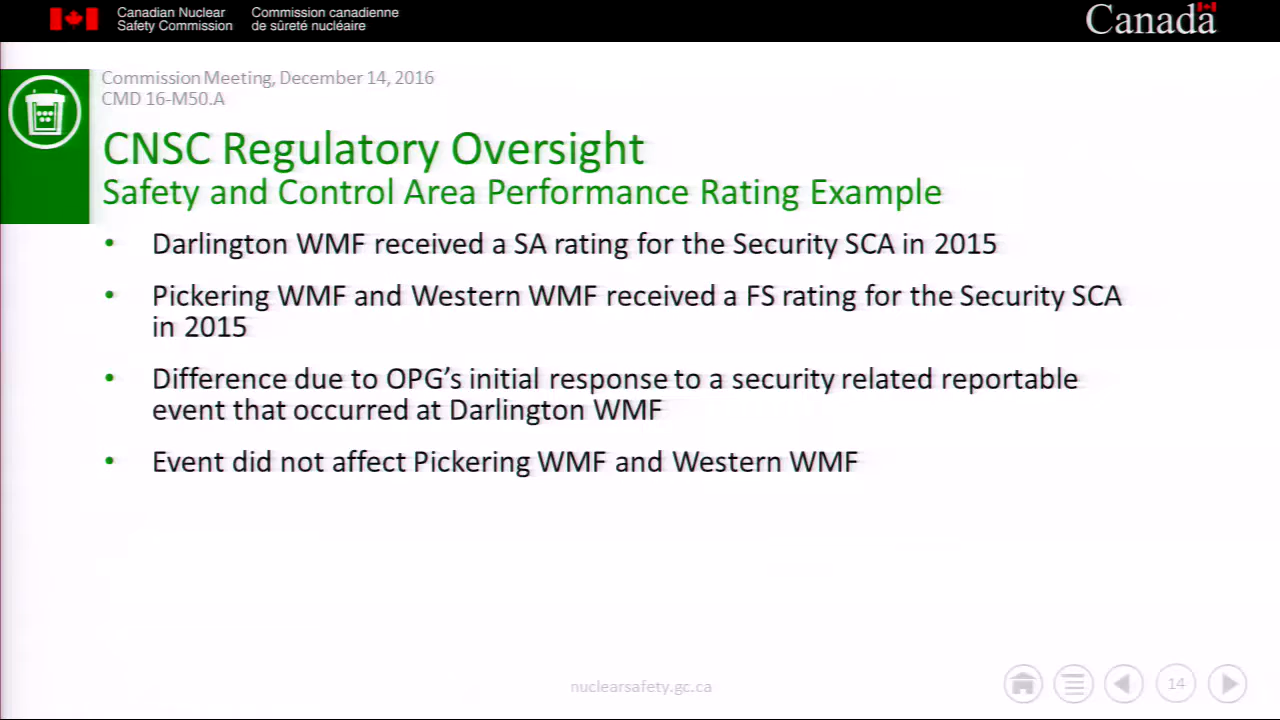 Canadian Nuclear
Safety Commission
Commission canadienne
de sûreté nucléaire
Canada
Commission Meeting, December 14, 2016
CMD 16-M50.A
CNSC Regulatory Oversight
Safety and Control Area Performance Rating Example
• Darlington WMF received a SA rating for the Security SCA in 2015
• Pickering WMF and Western WMF received a FS rating for the Security SCA
in 2015
• Difference due to OPG's initial response to a security related reportable
event that occurred at Darlington WMF
• Event did not affect Pickering WMF and Western WMF
nuclearsafety.gc.ca
14